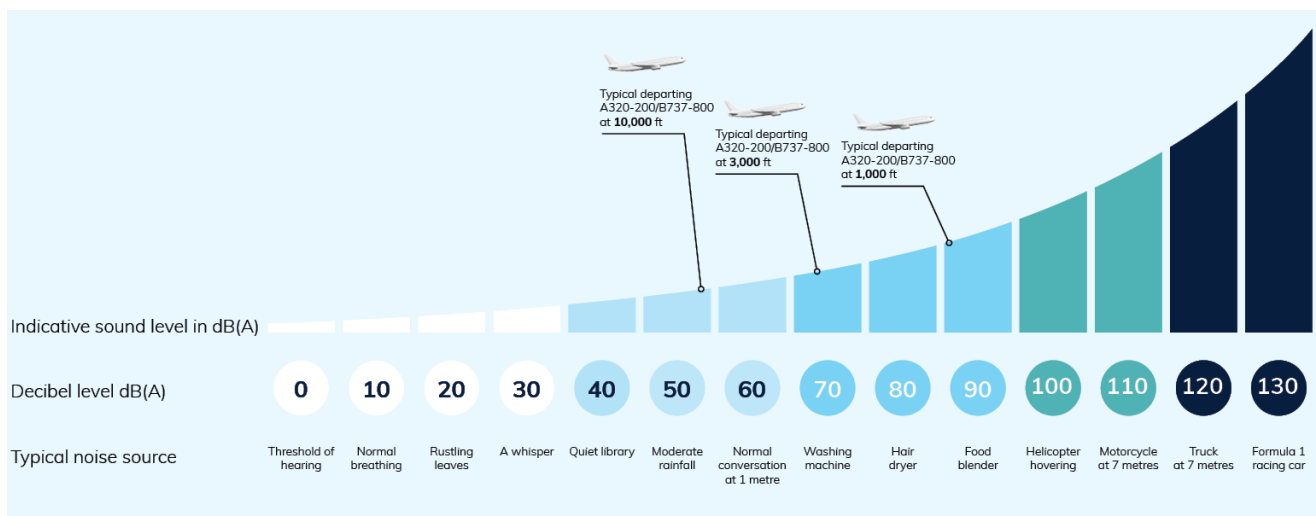 Typical departing
A320-200/B737-800
at 10,000 ft
Typical departing
A320-200/B737-800
at 3,000 ft
Typical departing
A320-200/B737-800
at 1,000 ft
Indicative sound level in dB(A)
Decibel level dB(A)
0 10 20 30 40 50 60 70 80 90 100 110 120 130
Typical noise source
Threshold of
hearing
Normal
breathing
Rustling
leaves
A whisper
Quiet library
Moderate
rainfall
Normal
conversation
at 1 metre
Washing
machine
Hair
dryer
Food
blender
Helicopter
hovering
Motorcycle
at 7 metres
Truck
at 7 metres
Formula 1
racing car